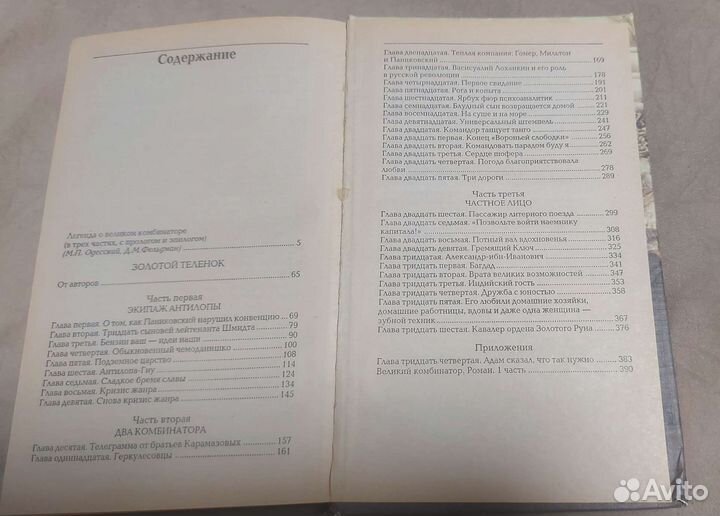 Содержание
Легенда о великом комбинаторе
(в трех частях, с прологом и эпилогом)
(М.П. Одесский, Д.М. Фельдман) 5
ЗОЛОТОЙ ТЕЛЕНОК
От авторов 65
Часть первая
ЭКИПАЖ АНТИЛОПЫ
Глава первая. О том, как Паниковский нарушил конвенцию 69
Глава вторая. Тридцать сыновей лейтенанта Шмидта 79
Глава третья. Бензин ваш — идеи наши 90
Глава четвертая. Обыкновенный чемоданишко 100
Глава пятая. Подземное царство 108
Глава шестая. Антилопа-Гну 114
Глава седьмая. Сладкое бремя славы 124
Глава восьмая. Кризис жанра 134
Глава девятая. Снова кризис жанра 145
Часть вторая
ДВА КОМБИНАТОРА
Глава десятая. Телеграмма от братьев Карамазовых 157
Глава одиннадцатая. Геркулесовцы 161
Глава двенадцатая. Теплая компания: Гомер, Мильтон
и Паниковский 169
Глава тринадцатая. Васисуалий Лоханкин и его роль
в русской революции 178
Глава четырнадцатая. Первое свидание 191
Глава пятнадцатая. Рога и копыта 201
Глава шестнадцатая. Ярбух фюр психоаналитик 211
Глава семнадцатая. Блудный сын возвращается домой 221
Глава восемнадцатая. На суше и на море 229
Глава девятнадцатая. Универсальный штемпель 241
Глава двадцатая. Командор танцует танго 247
Глава двадцать первая. Конец «Вороньей слободки» 256
Глава двадцать вторая. Командовать парадом буду я 262
Глава двадцать третья. Сердце шофера 269
Глава двадцать четвертая. Погода благоприятствовала
любви 278
Глава двадцать пятая. Три дороги 289
Часть третья
ЧАСТНОЕ ЛИЦО
Глава двадцать шестая. Пассажир литерного поезда 299
Глава двадцать седьмая. «Позвольте войти наемнику
капитала!» 308
Глава двадцать восьмая. Потный вал вдохновенья 316
Глава двадцать девятая. Гремящий Ключ 325
Глава тридцатая. Александр-ибн-Иванович 334
Глава тридцать первая. Багдад 341
Глава тридцать вторая. Врата великих возможностей 347
Глава тридцать третья. Индийский гость 353
Глава тридцать четвертая. Дружба с юностью 358
Глава тридцать пятая. Его любили домашние хозяйки,
домашние работницы, вдовы и даже одна женщина —
зубной техник 367
Глава тридцать шестая. Кавалер ордена Золотого Руна 376
Приложения
Глава тридцать четвертая. Адам сказал, что так нужно 383
Великий комбинатор. Роман. 1 часть 390
Avito